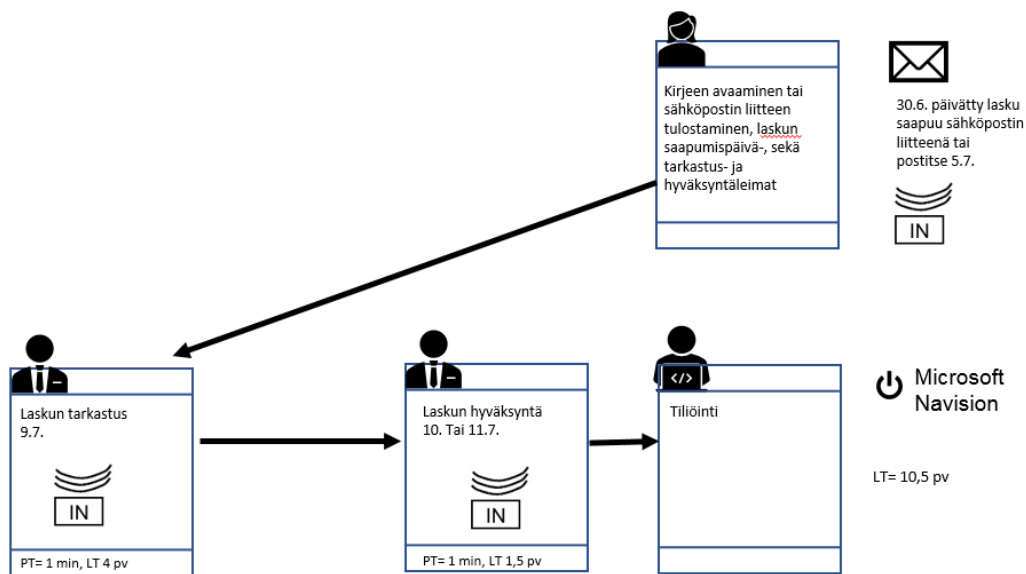 Kirjeen avaaminen tai
sähköpostin liitteen
tulostaminen, laskun
saapumispäivä-, sekä
tarkastus- ja
hyväksyntäleimat
30.6. päivätty lasku
saapuu sähköpostin
liitteenä tai
postitse 5.7.
IN
Laskun tarkastus
9.7.
IN
PT= 1 min, LT 4 pv
Laskun hyväksyntä
10. Tai 11.7.
IN
PT= 1 min, LT 1,5 pv
</>
Tiliöinti
Microsoft
Navision
LT= 10,5 pv